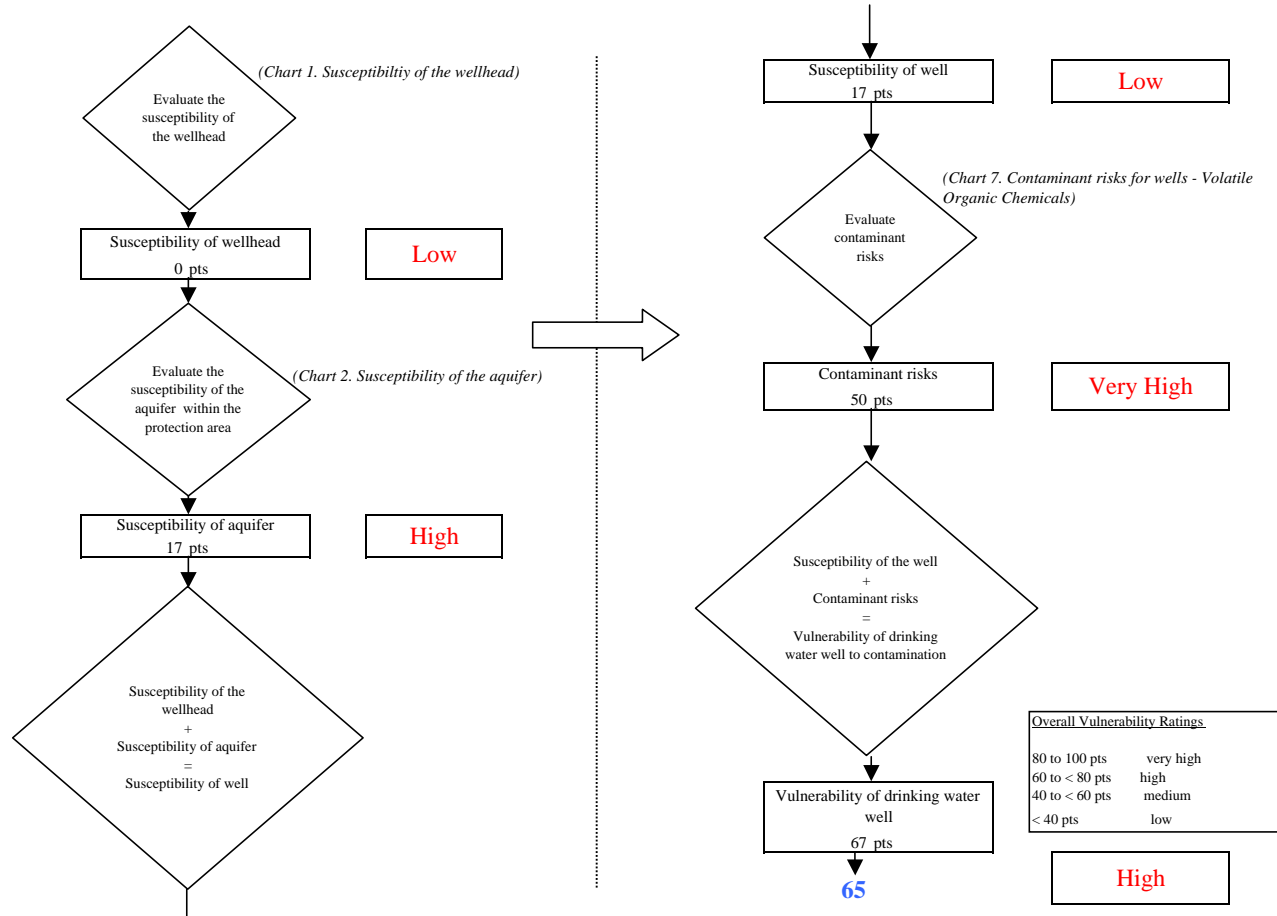 (Chart 1. Susceptibiltiy of the wellhead)
Evaluate the
susceptibility of
the wellhead
Susceptibility of wellhead
0 pts
Low
Evaluate the
susceptibility of the
aquifer within the
protection area
(Chart 2. Susceptibility of the aquifer)
Susceptibility of aquifer
17 pts
High
Susceptibility of the
wellhead
+
Susceptibility of aquifer
=
Susceptibility of well
Susceptibility of well
17 pts
Low
(Chart 7. Contaminant risks for wells - Volatile
Organic Chemicals)
Evaluate
contaminant
risks
Contaminant risks
50 pts
Very High
Susceptibility of the well
+
Contaminant risks
=
Vulnerability of drinking
water well to contamination
Overall Vulnerability Ratings
80 to 100 pts very high
60 to < 80 pts high
40 to < 60 pts medium
< 40 pts low
Vulnerability of drinking water
well
67 pts
65
High